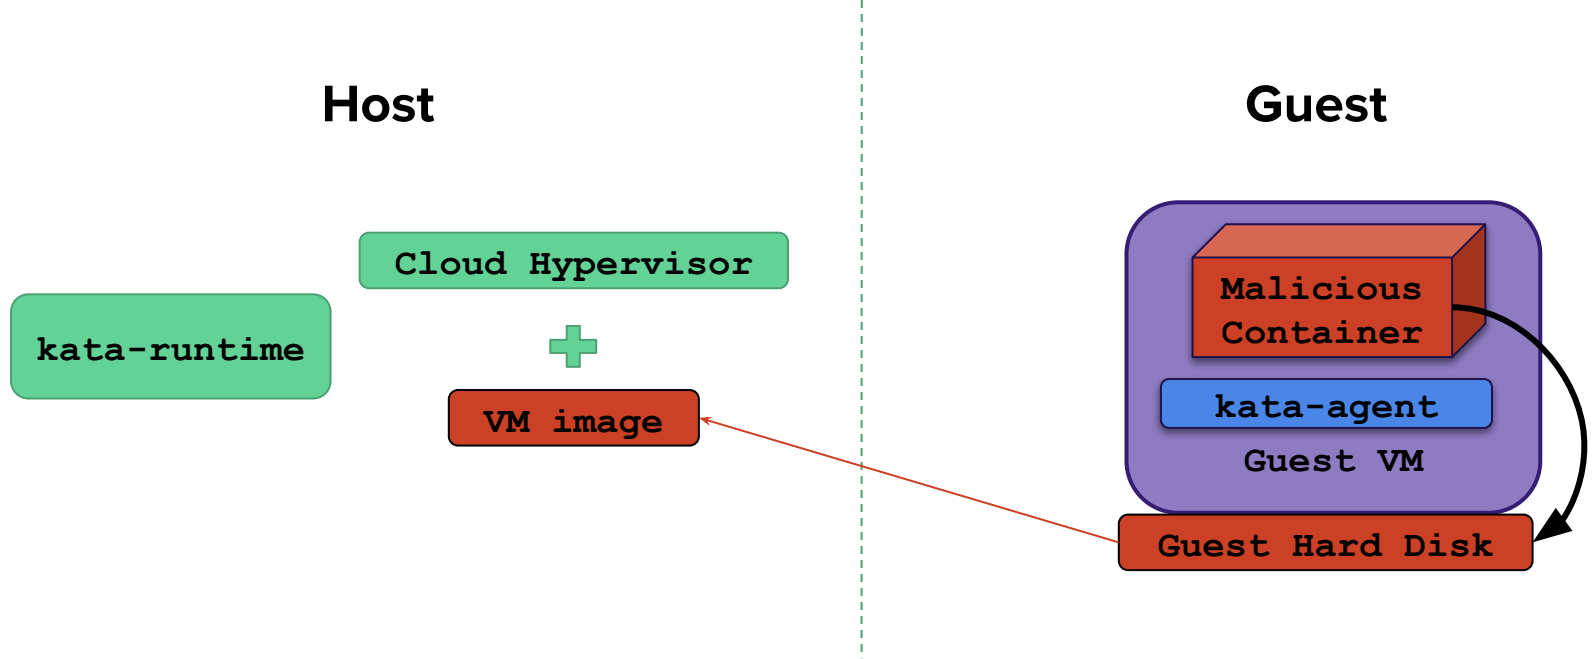 Host
Guest
Cloud Hypervisor
kata-runtime
VM image
Malicious
Container
kata-agent
Guest VM
Guest Hard Disk